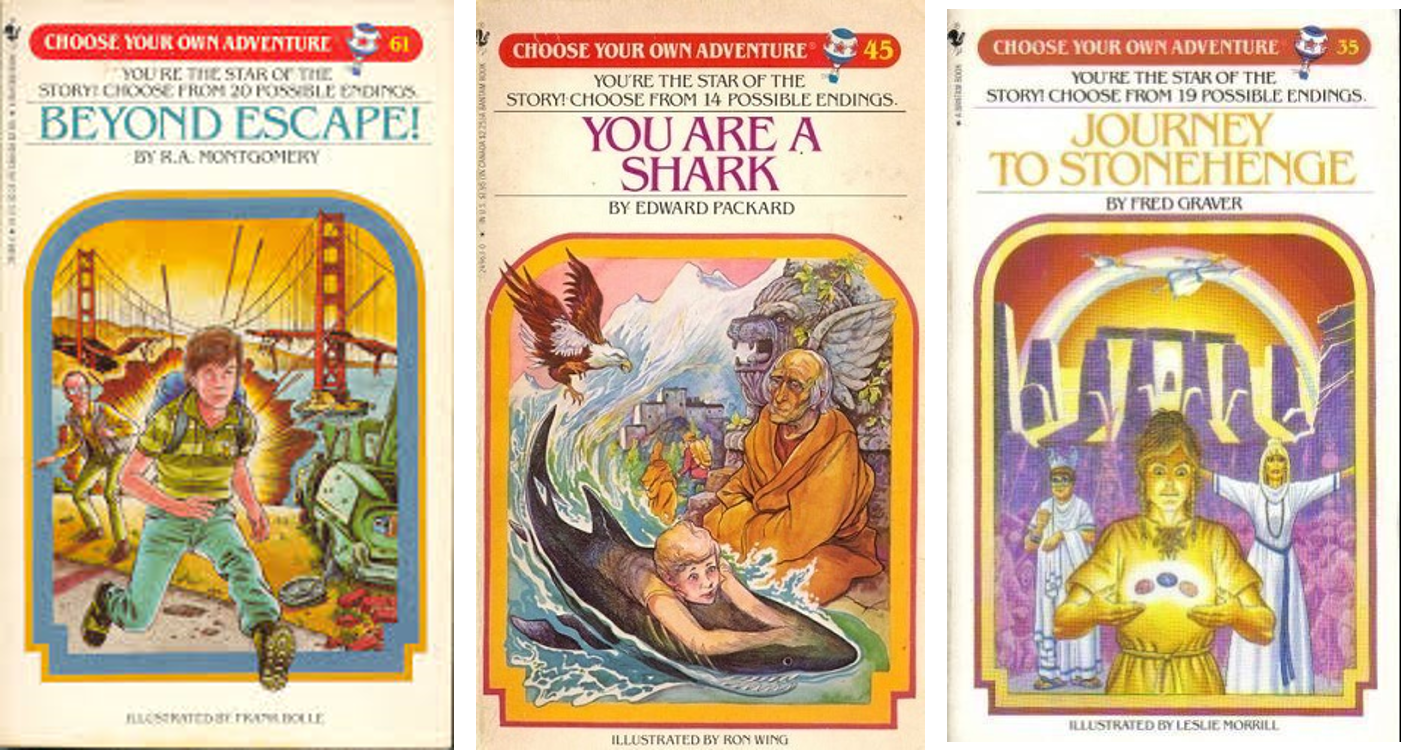 CHOOSE YOUR OWN ADVENTURE 61
YOU'RE THE STAR OF THE
STORY! CHOOSE FROM 20 POSSIBLE ENDINGS.
BEYOND ESCAPE!
BY R.A. MONTGOMERY
ILLUSTRATED BY FRANK BOLLE
CHOOSE YOUR OWN ADVENTURE® 45
YOU'RE THE STAR OF THE
STORY! CHOOSE FROM 14 POSSIBLE ENDINGS.
YOU ARE A
SHARK
BY EDWARD PACKARD
ILLUSTRATED BY RON WING
CHOOSE YOUR OWN ADVENTURE 35
YOU'RE THE STAR OF THE
STORY! CHOOSE FROM 19 POSSIBLE ENDINGS.
JOURNEY
TO STONEHENGE
BY FRED GRAVER
A BANTAM BOOK
ILLUSTRATED BY LESLIE MORRILL